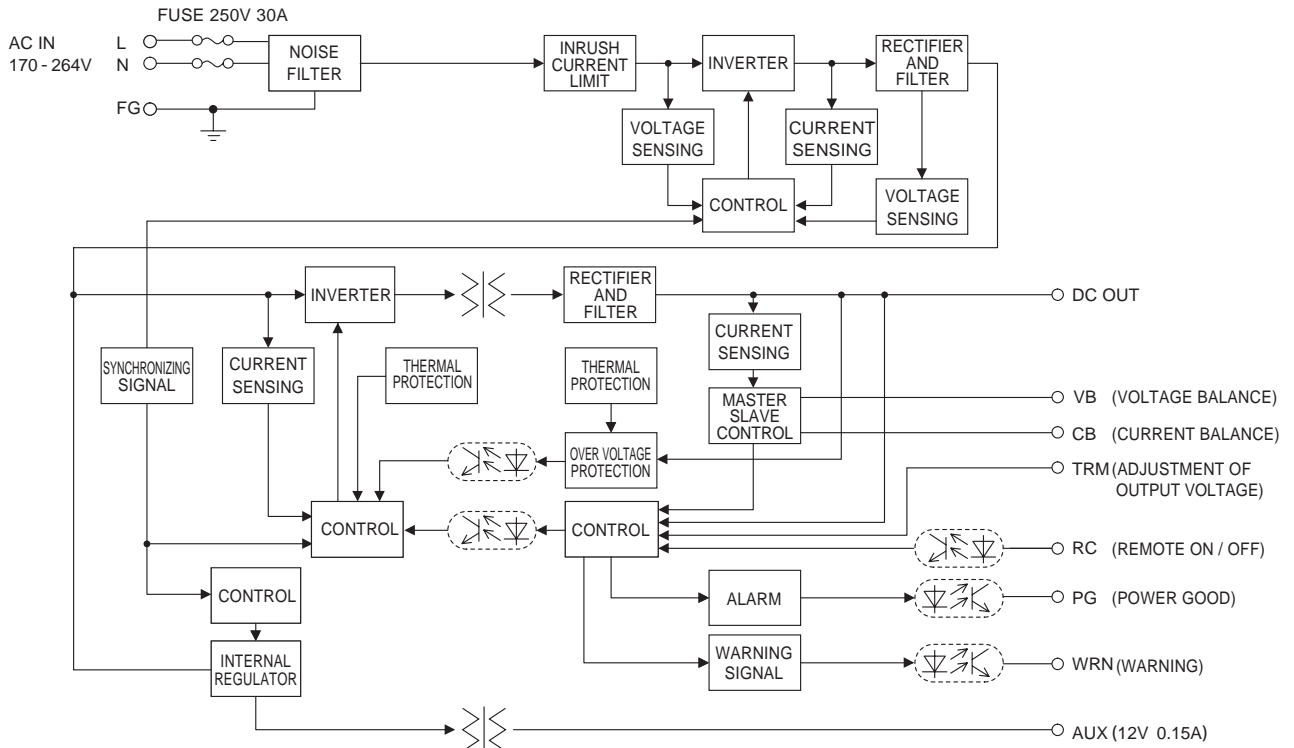 FUSE 250V 30A
AC IN
170 - 264V
L
N
FG
NOISE
FILTER
INRUSH
CURRENT
LIMIT
INVERTER
RECTIFIER
AND
FILTER
VOLTAGE
SENSING
CURRENT
SENSING
CONTROL
VOLTAGE
SENSING
INVERTER
RECTIFIER
AND
FILTER
DC OUT
SYNCHRONIZING
SIGNAL
CURRENT
SENSING
THERMAL
PROTECTION
THERMAL
PROTECTION
CURRENT
SENSING
MASTER
SLAVE
CONTROL
VB (VOLTAGE BALANCE)
CB (CURRENT BALANCE)
OVER VOLTAGE
PROTECTION
TRM (ADJUSTMENT OF
OUTPUT VOLTAGE)
CONTROL
CONTROL
RC (REMOTE ON / OFF)
CONTROL
ALARM
PG (POWER GOOD)
INTERNAL
REGULATOR
WARNING
SIGNAL
WRN (WARNING)
AUX (12V 0.15A)